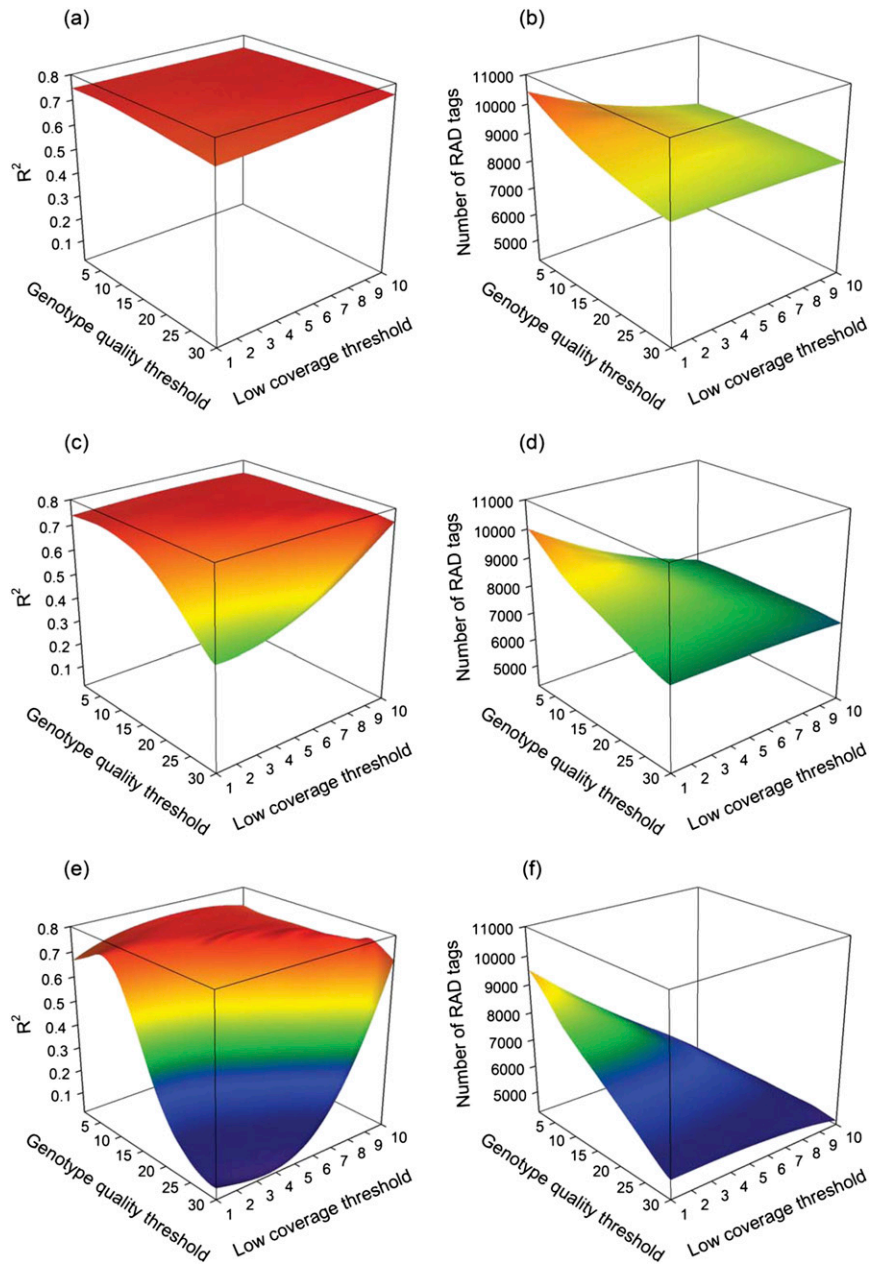 (a)
0.8
0.7
0.6
0.5
0.4
0.3
0.2
0.1
R²
5
10
15
20
25
30
Genotype quality threshold
1 2 3 4 5 6 7 8 9 10
Low coverage threshold
(b)
11000
10000
9000
8000
7000
6000
5000
Number of RAD tags
5
10
15
20
25
30
Genotype quality threshold
1 2 3 4 5 6 7 8 9 10
Low coverage threshold
(c)
0.8
0.7
0.6
0.5
0.4
0.3
0.2
0.1
R²
5
10
15
20
25
30
Genotype quality threshold
1 2 3 4 5 6 7 8 9 10
Low coverage threshold
(d)
11000
10000
9000
8000
7000
6000
5000
Number of RAD tags
5
10
15
20
25
30
Genotype quality threshold
1 2 3 4 5 6 7 8 9 10
Low coverage threshold
(e)
0.8
0.7
0.6
0.5
0.4
0.3
0.2
0.1
R²
5
10
15
20
25
30
Genotype quality threshold
1 2 3 4 5 6 7 8 9 10
Low coverage threshold
(f)
11000
10000
9000
8000
7000
6000
5000
Number of RAD tags
5
10
15
20
25
30
Genotype quality threshold
1 2 3 4 5 6 7 8 9 10
Low coverage threshold